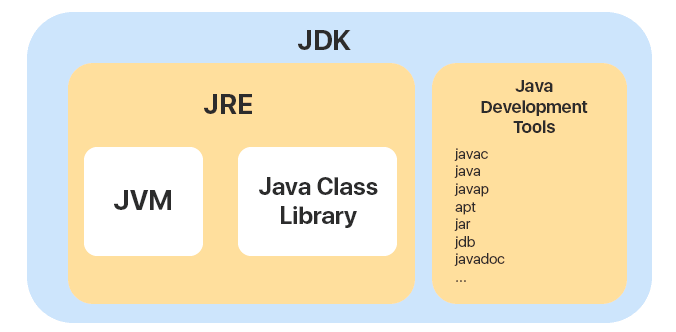 JDK
JRE
JVM
Java Class
Library
Java
Development
Tools
javac
java
javap
apt
jar
jdb
javadoc
...